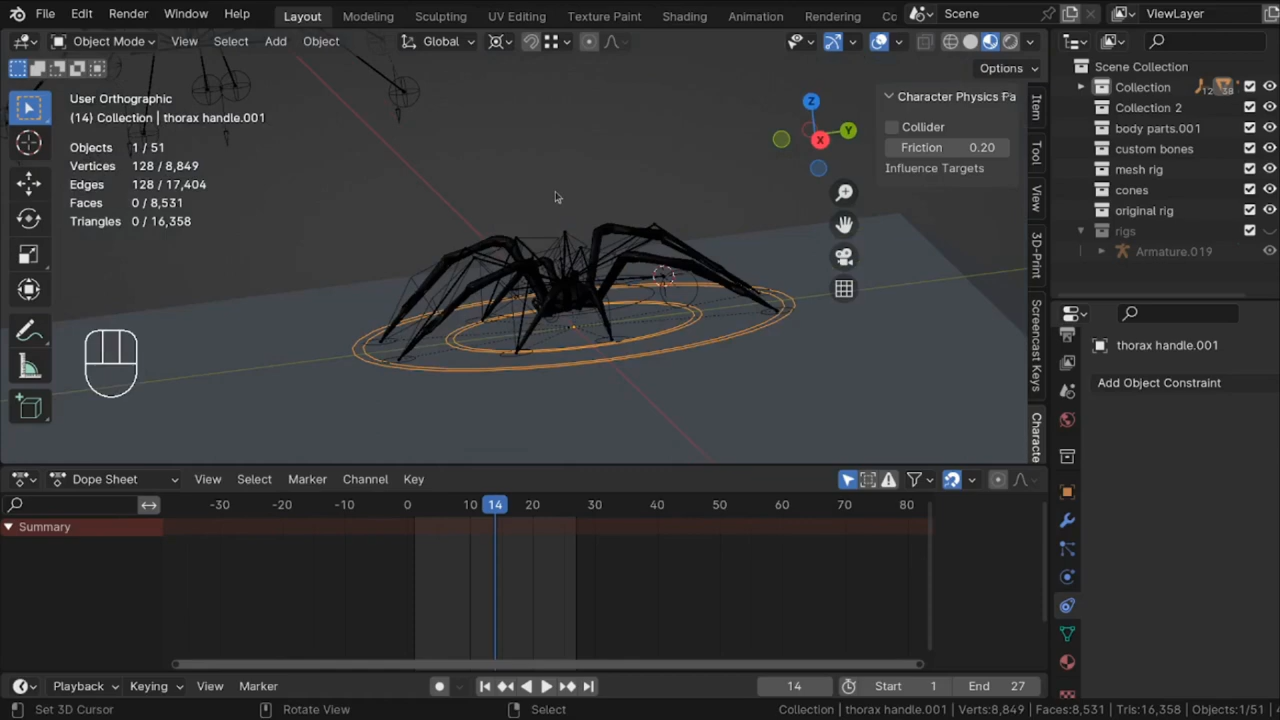 File Edit Render Window Help Layout Modeling Sculpting UV Editing Texture Paint Shading Animation Rendering Scene ViewLayer
Object Mode View Select Add Object Global
Options
User Orthographic
(14) Collection | thorax handle.001
Objects 1 / 51
Vertices 128 / 8,849
Edges 128 / 17,404
Faces 0 / 8,531
Triangles 0 / 16,358
Z
Y
X
Character Physics Pa
Collider
Friction 0.20
Influence Targets
Item
Tool
View
3D-Print
Screencast Keys
Characte
Scene Collection
Collection
Collection 2
body parts.001
custom bones
mesh rig
cones
original rig
rigs
Armature.019
thorax handle.001
Add Object Constraint
Dope Sheet View Select Marker Channel Key
-30 -20 -10 0 10 14 20 30 40 50 60 70 80
Summary
Playback Keying View Marker 14 Start 1 End 27
Set 3D Cursor Rotate View Select Collection | thorax handle.001 | Verts:8,849 | Faces:8,531 | Tris:16,358 | Objects:1/51